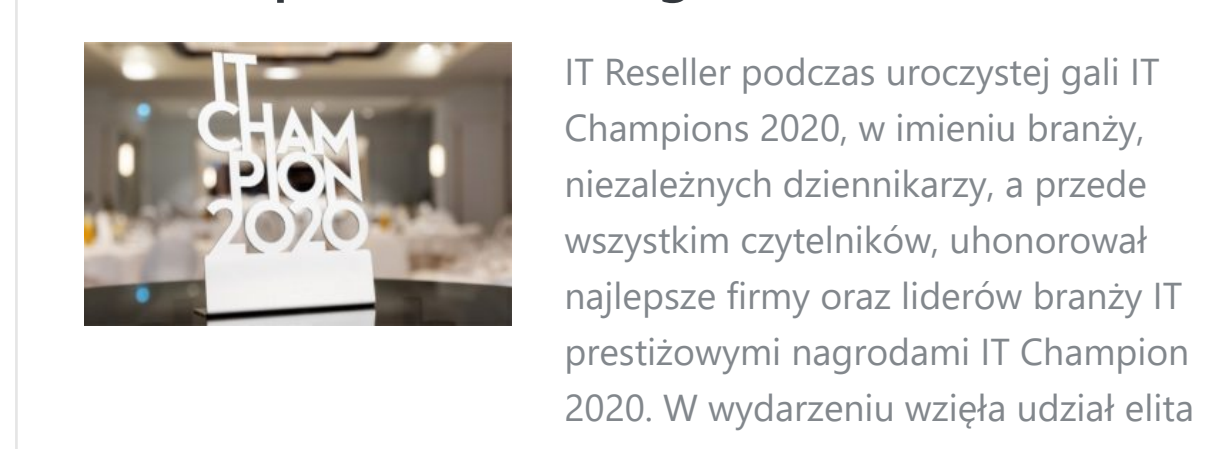 IT
CHAM
PION
2020
IT Reseller podczas uroczystej gali IT
Champions 2020, w imieniu branży,
niezależnych dziennikarzy, a przede
wszystkim czytelników, uhonorował
najlepsze firmy oraz liderów branży IT
prestiżowymi nagrodami IT Champion
2020. W wydarzeniu wzięła udział elita